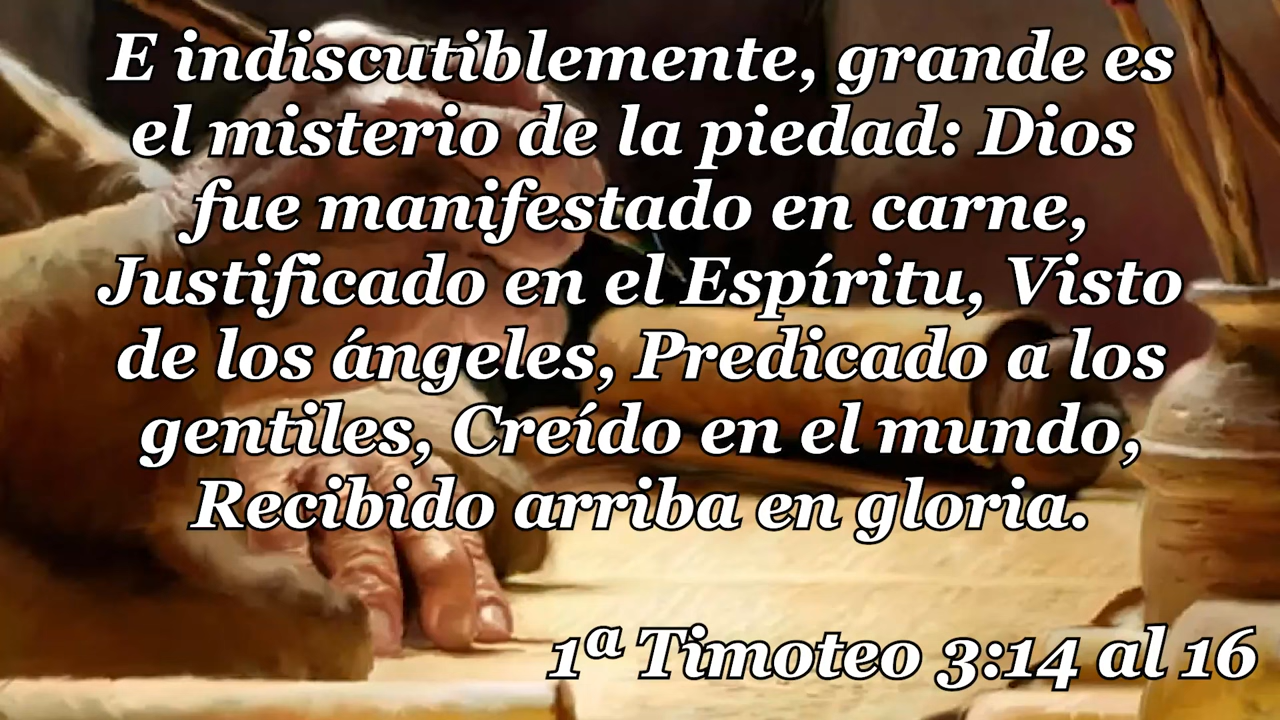 E indiscutiblemente, grande es
el misterio de la piedad: Dios
fue manifestado en carne,
Justificado en el Espíritu, Visto
de los ángeles, Predicado a los
gentiles, Creído en el mundo,
Recibido arriba en gloria.
1ª Timoteo 3:14 al 16